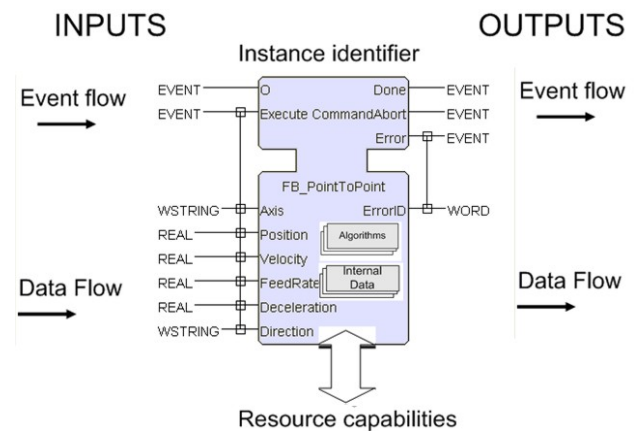 INPUTS
OUTPUTS
Instance identifier
Event flow
Event flow
EVENT
O
Done
EVENT
EVENT
Execute
CommandAbort
EVENT
Error
EVENT
FB_PointToPoint
WSTRING
Axis
ErrorID
WORD
REAL
Position
Algorithms
REAL
Velocity
Internal
Data
REAL
FeedRate
REAL
Deceleration
WSTRING
Direction
Data Flow
Data Flow
Resource capabilities